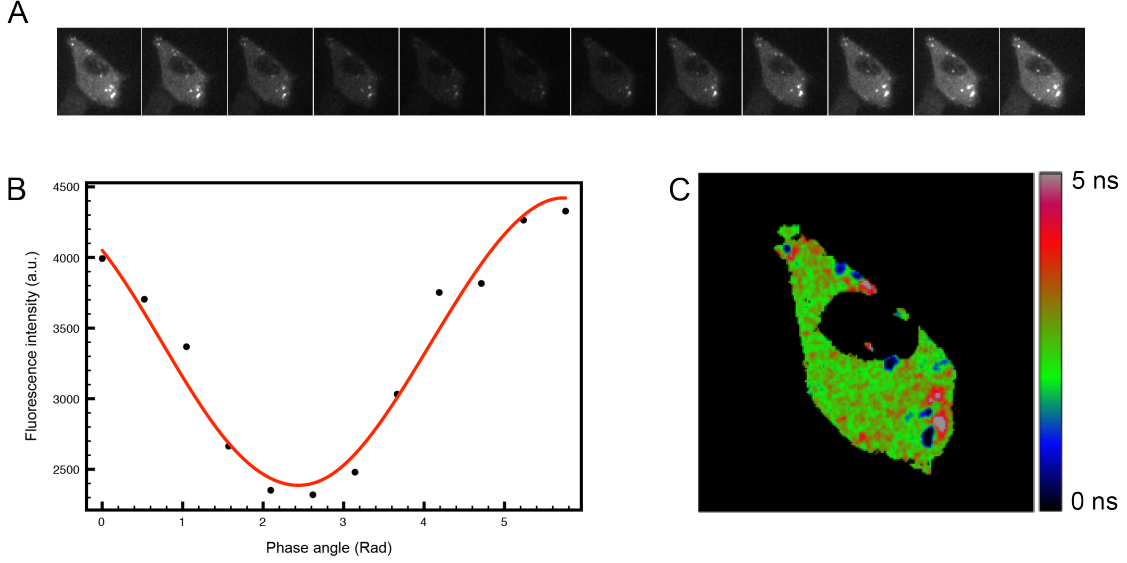 A
B
4500
4000
3500
3000
2500
Fluorescence intensity (a.u.)
0
1
2
3
4
5
Phase angle (Rad)
C
5 ns
0 ns